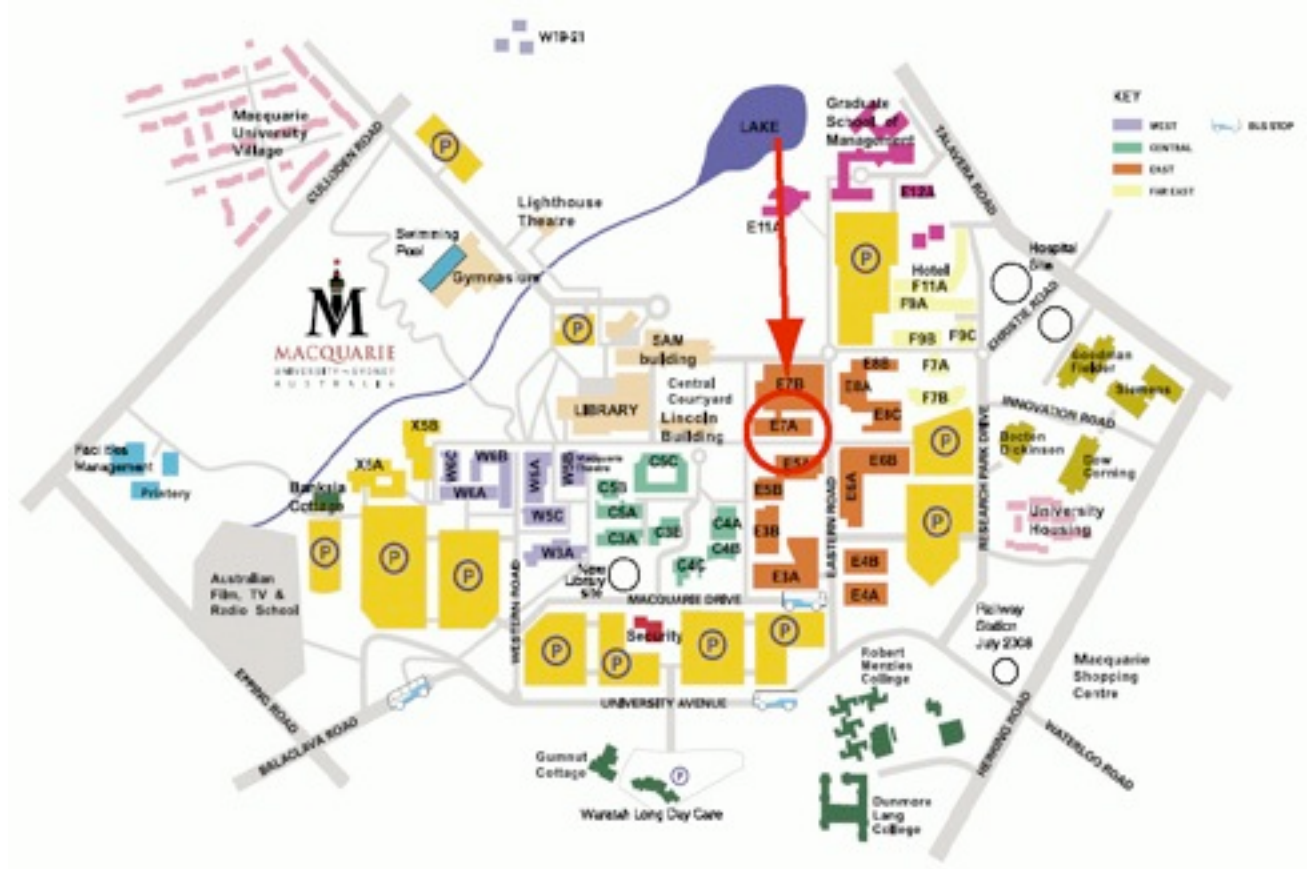 W19-21
Macquarie
University
Village
CULLODEN ROAD
P
LAKE
Graduate
School of
Management
TALAVERA ROAD
KEY
WEST
BUS STOP
CENTRAL
EAST
FAR EAST
E12A
E11A
Lighthouse
Theatre
Swimming
Pool
Gymnasium
P
Hotel
F11A
F9A
F9B
F9C
Hospital
Site
CHRISTIE ROAD
M
MACQUARIE
UNIVERSITY~SYDNEY
AUSTRALIA
P
SAM
building
LIBRARY
Central
Courtyard
Lincoln
Building
E7B
E7A
E8B
E8A
E8C
F7A
F7B
Goodman
Fielder
Siemens
INNOVATION ROAD
Becton
Dickinson
Dow
Corning
Facilities
Management
Printery
X5B
X5A
Banksia
Cottage
W6C
W6B
W6A
W5A
W5B
Macquarie
Theatre
W5C
W3A
C5C
C5B
C5A
C3A
C3B
C4A
C4B
C4C
E5A
E5B
E3B
E3A
E6B
E6A
E4B
E4A
P
P
RESEARCH PARK DRIVE
University
Housing
EASTERN ROAD
P
P
P
Australian
Film, TV &
Radio School
New
Library
site
WESTERN ROAD
MACQUARIE DRIVE
P
P
Security
P
P
Railway
Station
July 2008
Macquarie
Shopping
Centre
Robert
Menzies
College
EPPING ROAD
BALACLAVA ROAD
UNIVERSITY AVENUE
HERRING ROAD
WATERLOO ROAD
Gumnut
Cottage
P
Waratah Long Day Care
Dunmore
Lang
College